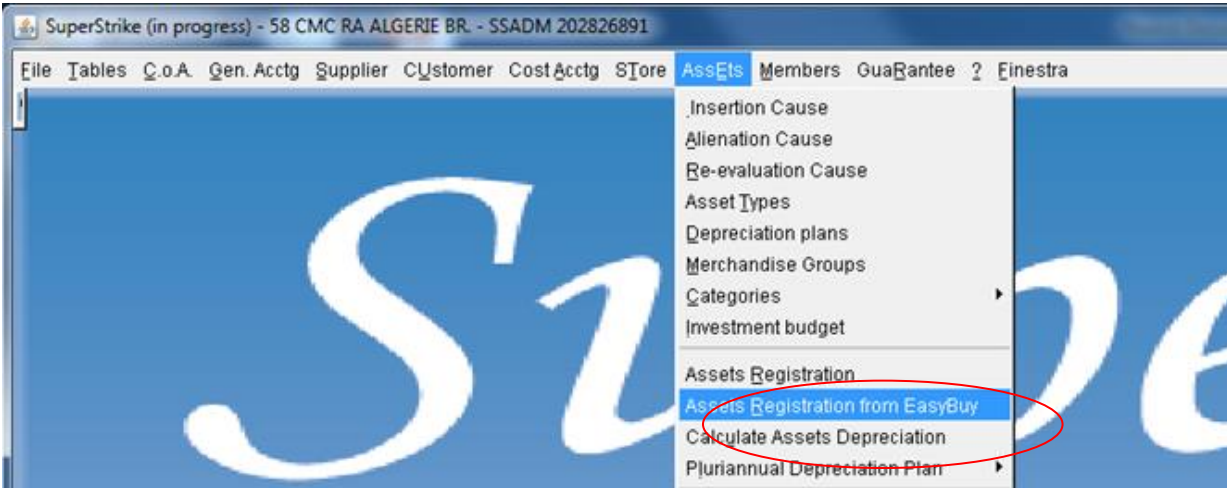 SuperStrike (in progress) - 58 CMC RA ALGERIE BR. - SSADM 202826891
File Tables C.o.A. Gen. Acctg Supplier CUstomer Cost Acctg STore AssEts Members GuaRantee ? Finestra
Insertion Cause
Alienation Cause
Re-evaluation Cause
Asset Types
Depreciation plans
Merchandise Groups
Categories
Investment budget
Assets Registration
Assets Registration from EasyBuy
Calculate Assets Depreciation
Pluriannual Depreciation Plan
Su pe